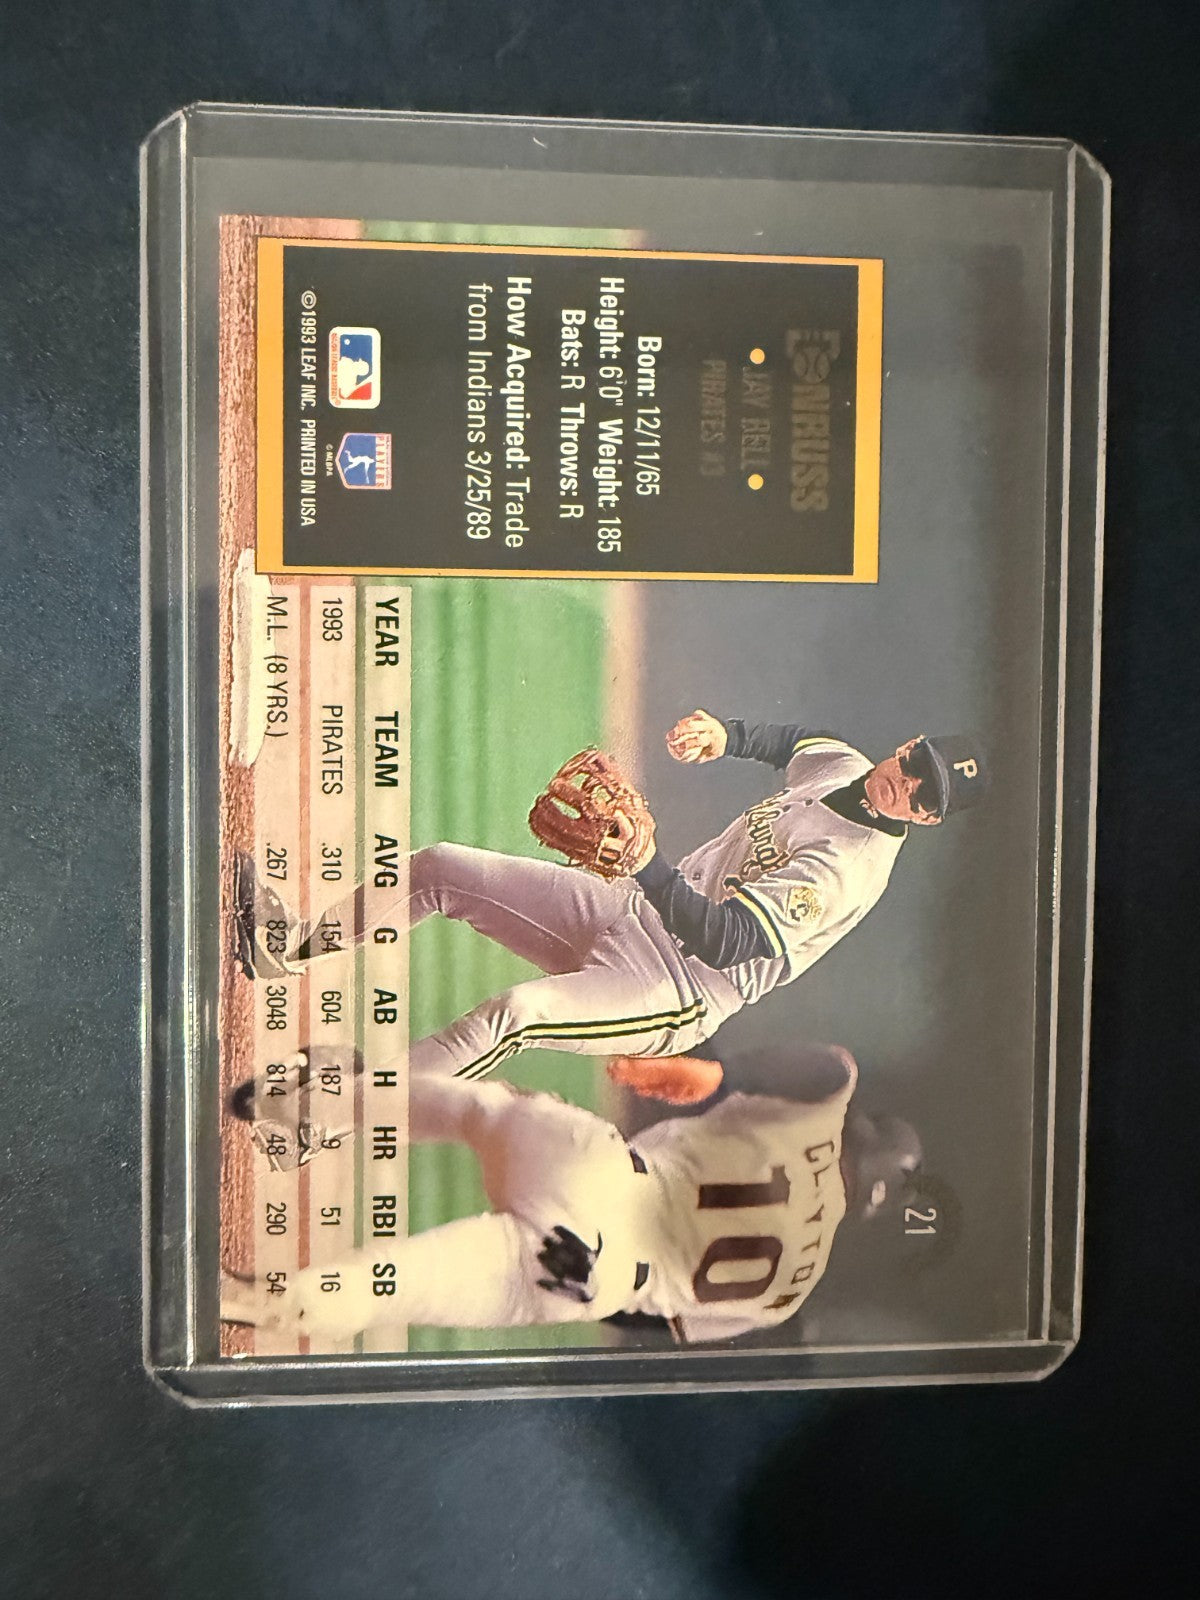 21
DONRUSS
JAY BELL
PIRATES #3
Born: 12/11/65
Height: 6'0" Weight: 185
Bats: R Throws: R
How Acquired: Trade
from Indians 3/25/89
© MLBPA
©1993 LEAF INC. PRINTED IN USA
P
CLAYTON
10
YEAR TEAM AVG G AB H HR RBI SB
1993 PIRATES .310 154 604 187 9 51 16
M.L. (8 YRS.) .267 823 3048 814 48 290 54